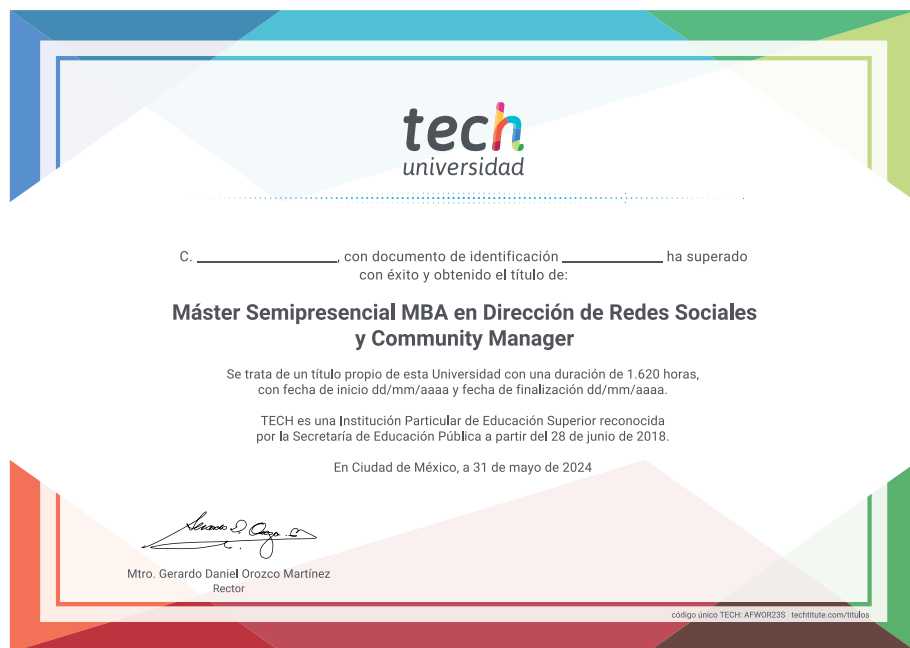 tech
universidad
C. ____________________, con documento de identificación ______________ ha superado
con éxito y obtenido el título de:
Máster Semipresencial MBA en Dirección de Redes Sociales
y Community Manager
Se trata de un título propio de esta Universidad con una duración de 1.620 horas,
con fecha de inicio dd/mm/aaaa y fecha de finalización dd/mm/aaaa.
TECH es una Institución Particular de Educación Superior reconocida
por la Secretaría de Educación Pública a partir del 28 de junio de 2018.
En Ciudad de México, a 31 de mayo de 2024
Mtro. Gerardo Daniel Orozco Martínez
Rector
código único TECH: AFWOR23S techtitute.com/titulos